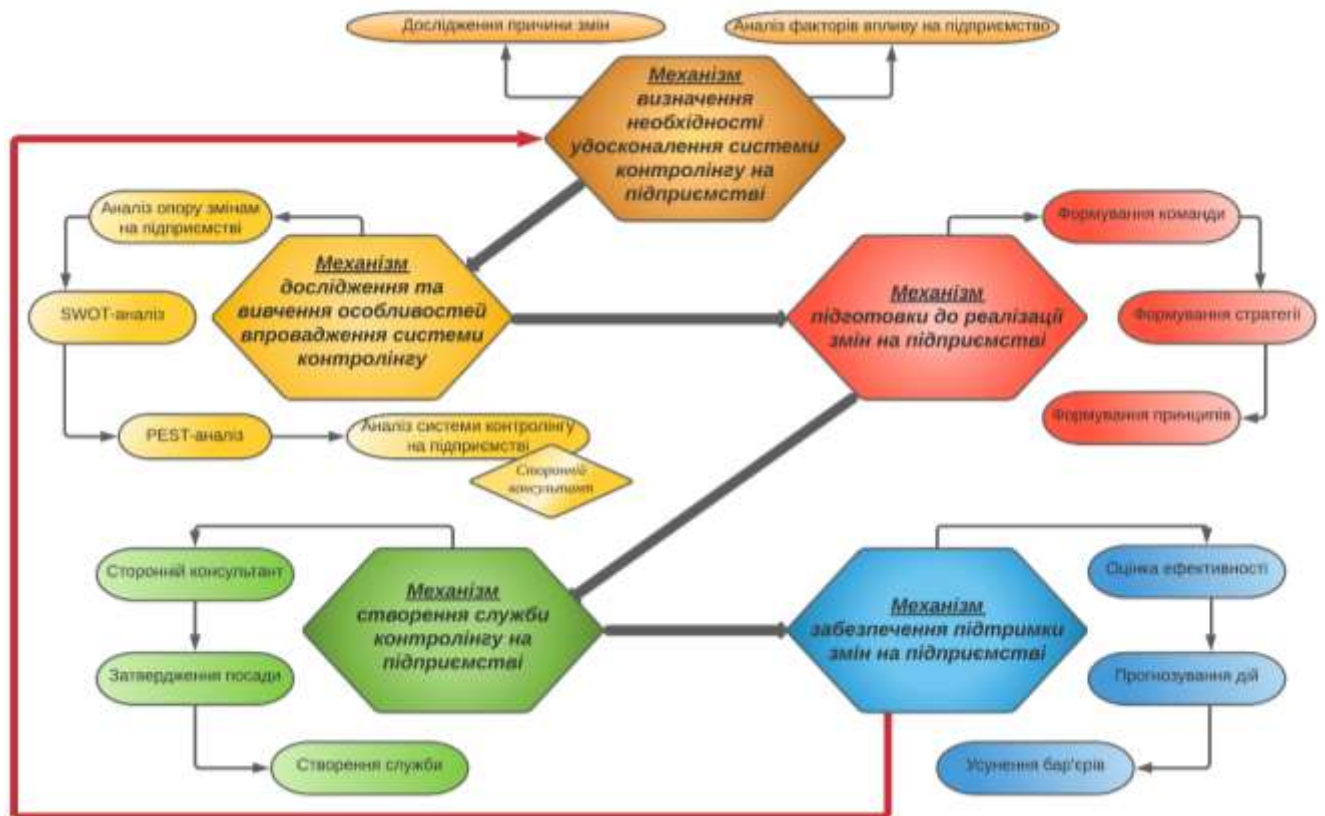 Дослідження причини змін
Аналіз факторів впливу на підприємство
Механізм
визначення
необхідності
удосконалення системи
контролінгу на
підприємстві
Аналіз опору змінам
на підприємстві
SWOT-аналіз
PEST-аналіз
Аналіз системи контролінгу
на підприємстві
Сторонній
консультант
Механізм
дослідження та
вивчення особливостей
впровадження системи
контролінгу
Механізм
підготовки до реалізації
змін на підприємстві
Формування команди
Формування стратегії
Формування принципів
Сторонній консультант
Затвердження посади
Створення служби
Механізм
створення служби
контролінгу на
підприємстві
Механізм
забезпечення підтримки
змін на підприємстві
Оцінка ефективності
Прогнозування дій
Усунення бар'єрів